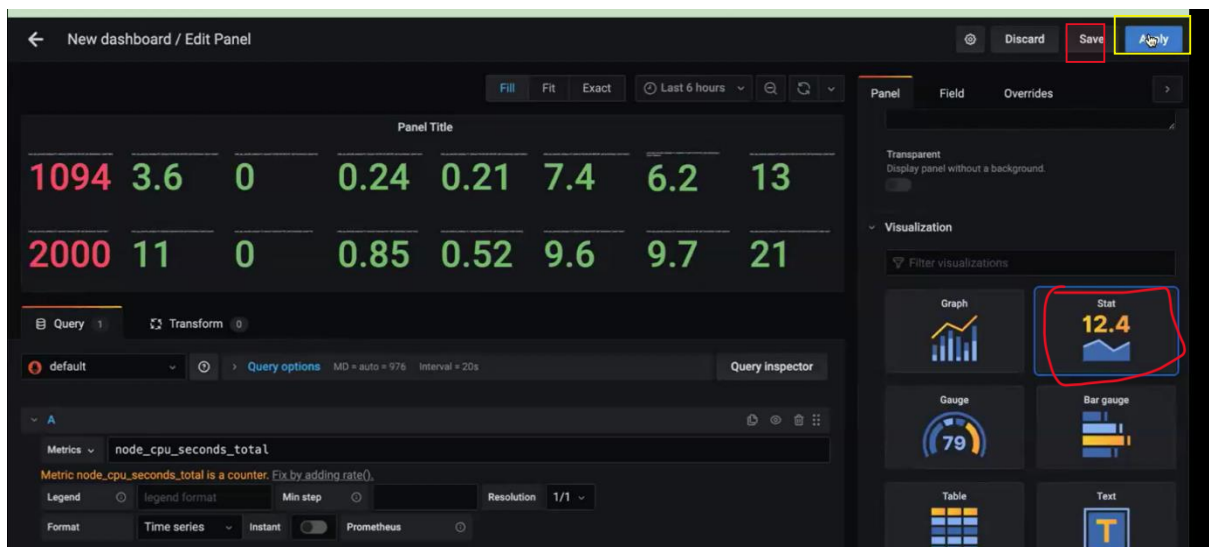 New dashboard / Edit Panel
Discard
Save
Apply
Fill
Fit
Exact
Last 6 hours
Panel Title
1094 3.6 0 0.24 0.21 7.4 6.2 13
2000 11 0 0.85 0.52 9.6 9.7 21
Query 1
Transform 0
default
Query options MD = auto = 976 Interval = 20s
Query inspector
A
Metrics
node_cpu_seconds_total
Metric node_cpu_seconds_total is a counter. Fix by adding rate().
Legend
legend format
Min step
Resolution
1/1
Format
Time series
Instant
Prometheus
Panel
Field
Overrides
Transparent
Display panel without a background.
Visualization
Filter visualizations
Graph
Stat
12.4
Gauge
79
Bar gauge
Table
Text
T